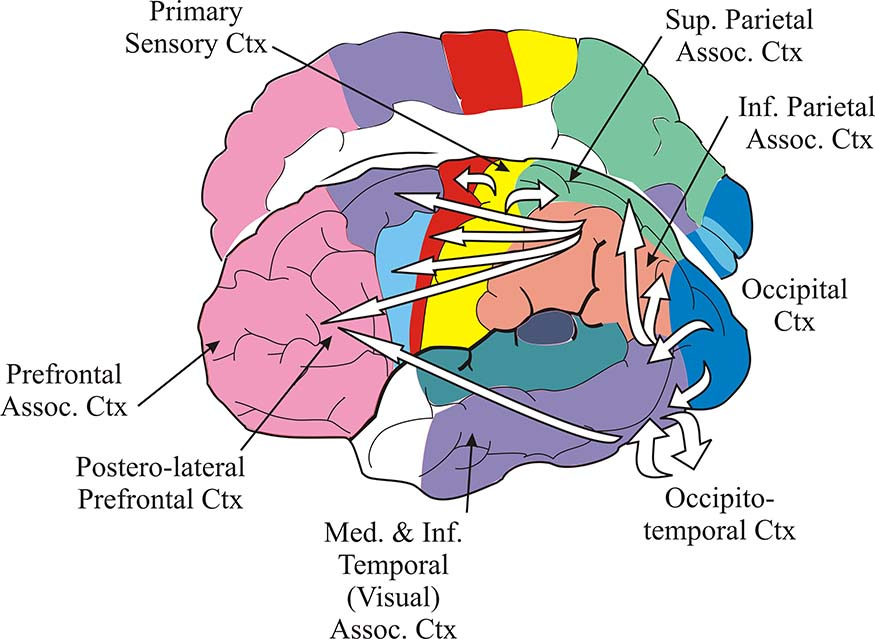 Primary
Sensory Ctx
Sup. Parietal
Assoc. Ctx
Inf. Parietal
Assoc. Ctx
Occipital
Ctx
Prefrontal
Assoc. Ctx
Postero-lateral
Prefrontal Ctx
Occipito-
temporal Ctx
Med. & Inf.
Temporal
(Visual)
Assoc. Ctx